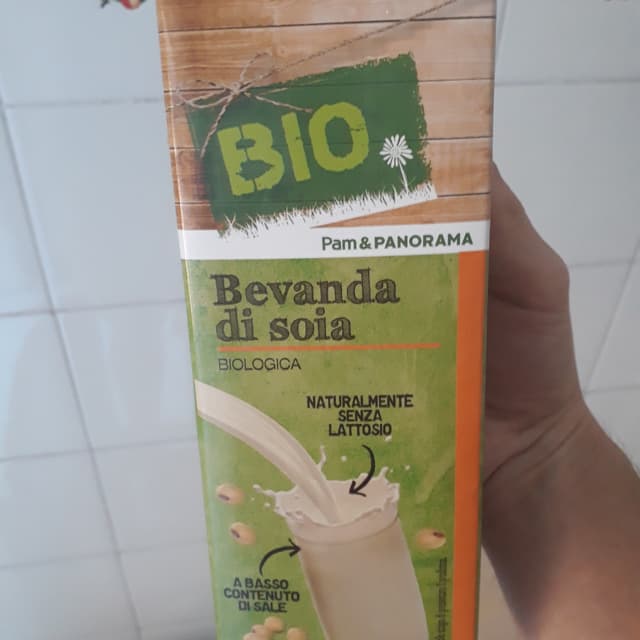 BIO
Pam & PANORAMA
Bevanda
di soia
BIOLOGICA
NATURALMENTE
SENZA
LATTOSIO
A BASSO
CONTENUTO
DI SALE